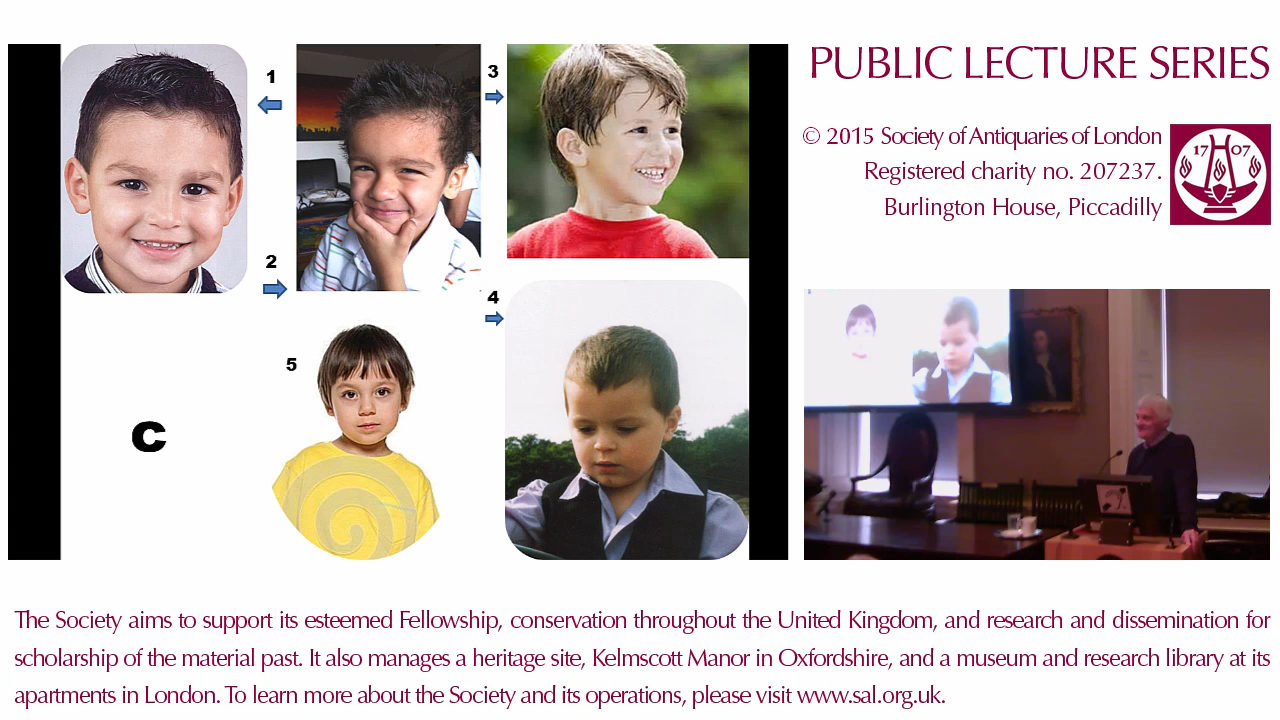 1
3
2
4
5
C
PUBLIC LECTURE SERIES
© 2015 Society of Antiquaries of London
Registered charity no. 207237.
Burlington House, Piccadilly
17 07
The Society aims to support its esteemed Fellowship, conservation throughout the United Kingdom, and research and dissemination for
scholarship of the material past. It also manages a heritage site, Kelmscott Manor in Oxfordshire, and a museum and research library at its
apartments in London. To learn more about the Society and its operations, please visit www.sal.org.uk.